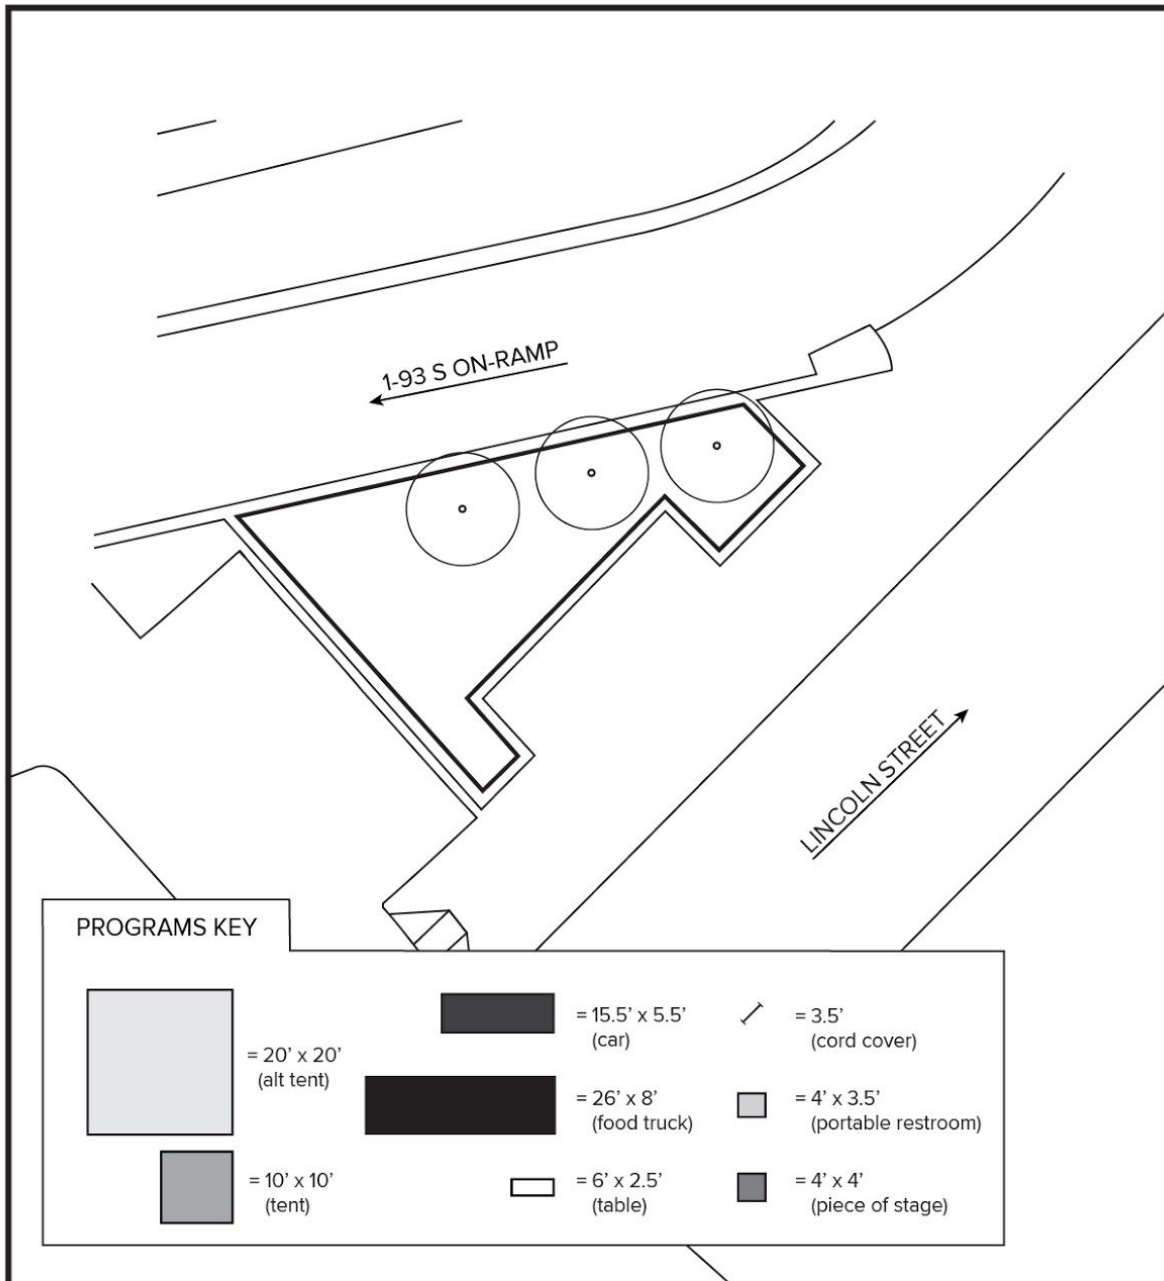 1-93 S ON-RAMP
LINCOLN STREET
PROGRAMS KEY
= 20’ x 20’
(alt tent)
= 10’ x 10’
(tent)
= 15.5’ x 5.5’
(car)
= 26’ x 8’
(food truck)
= 6’ x 2.5’
(table)
= 3.5’
(cord cover)
= 4’ x 3.5’
(portable restroom)
= 4’ x 4’
(piece of stage)